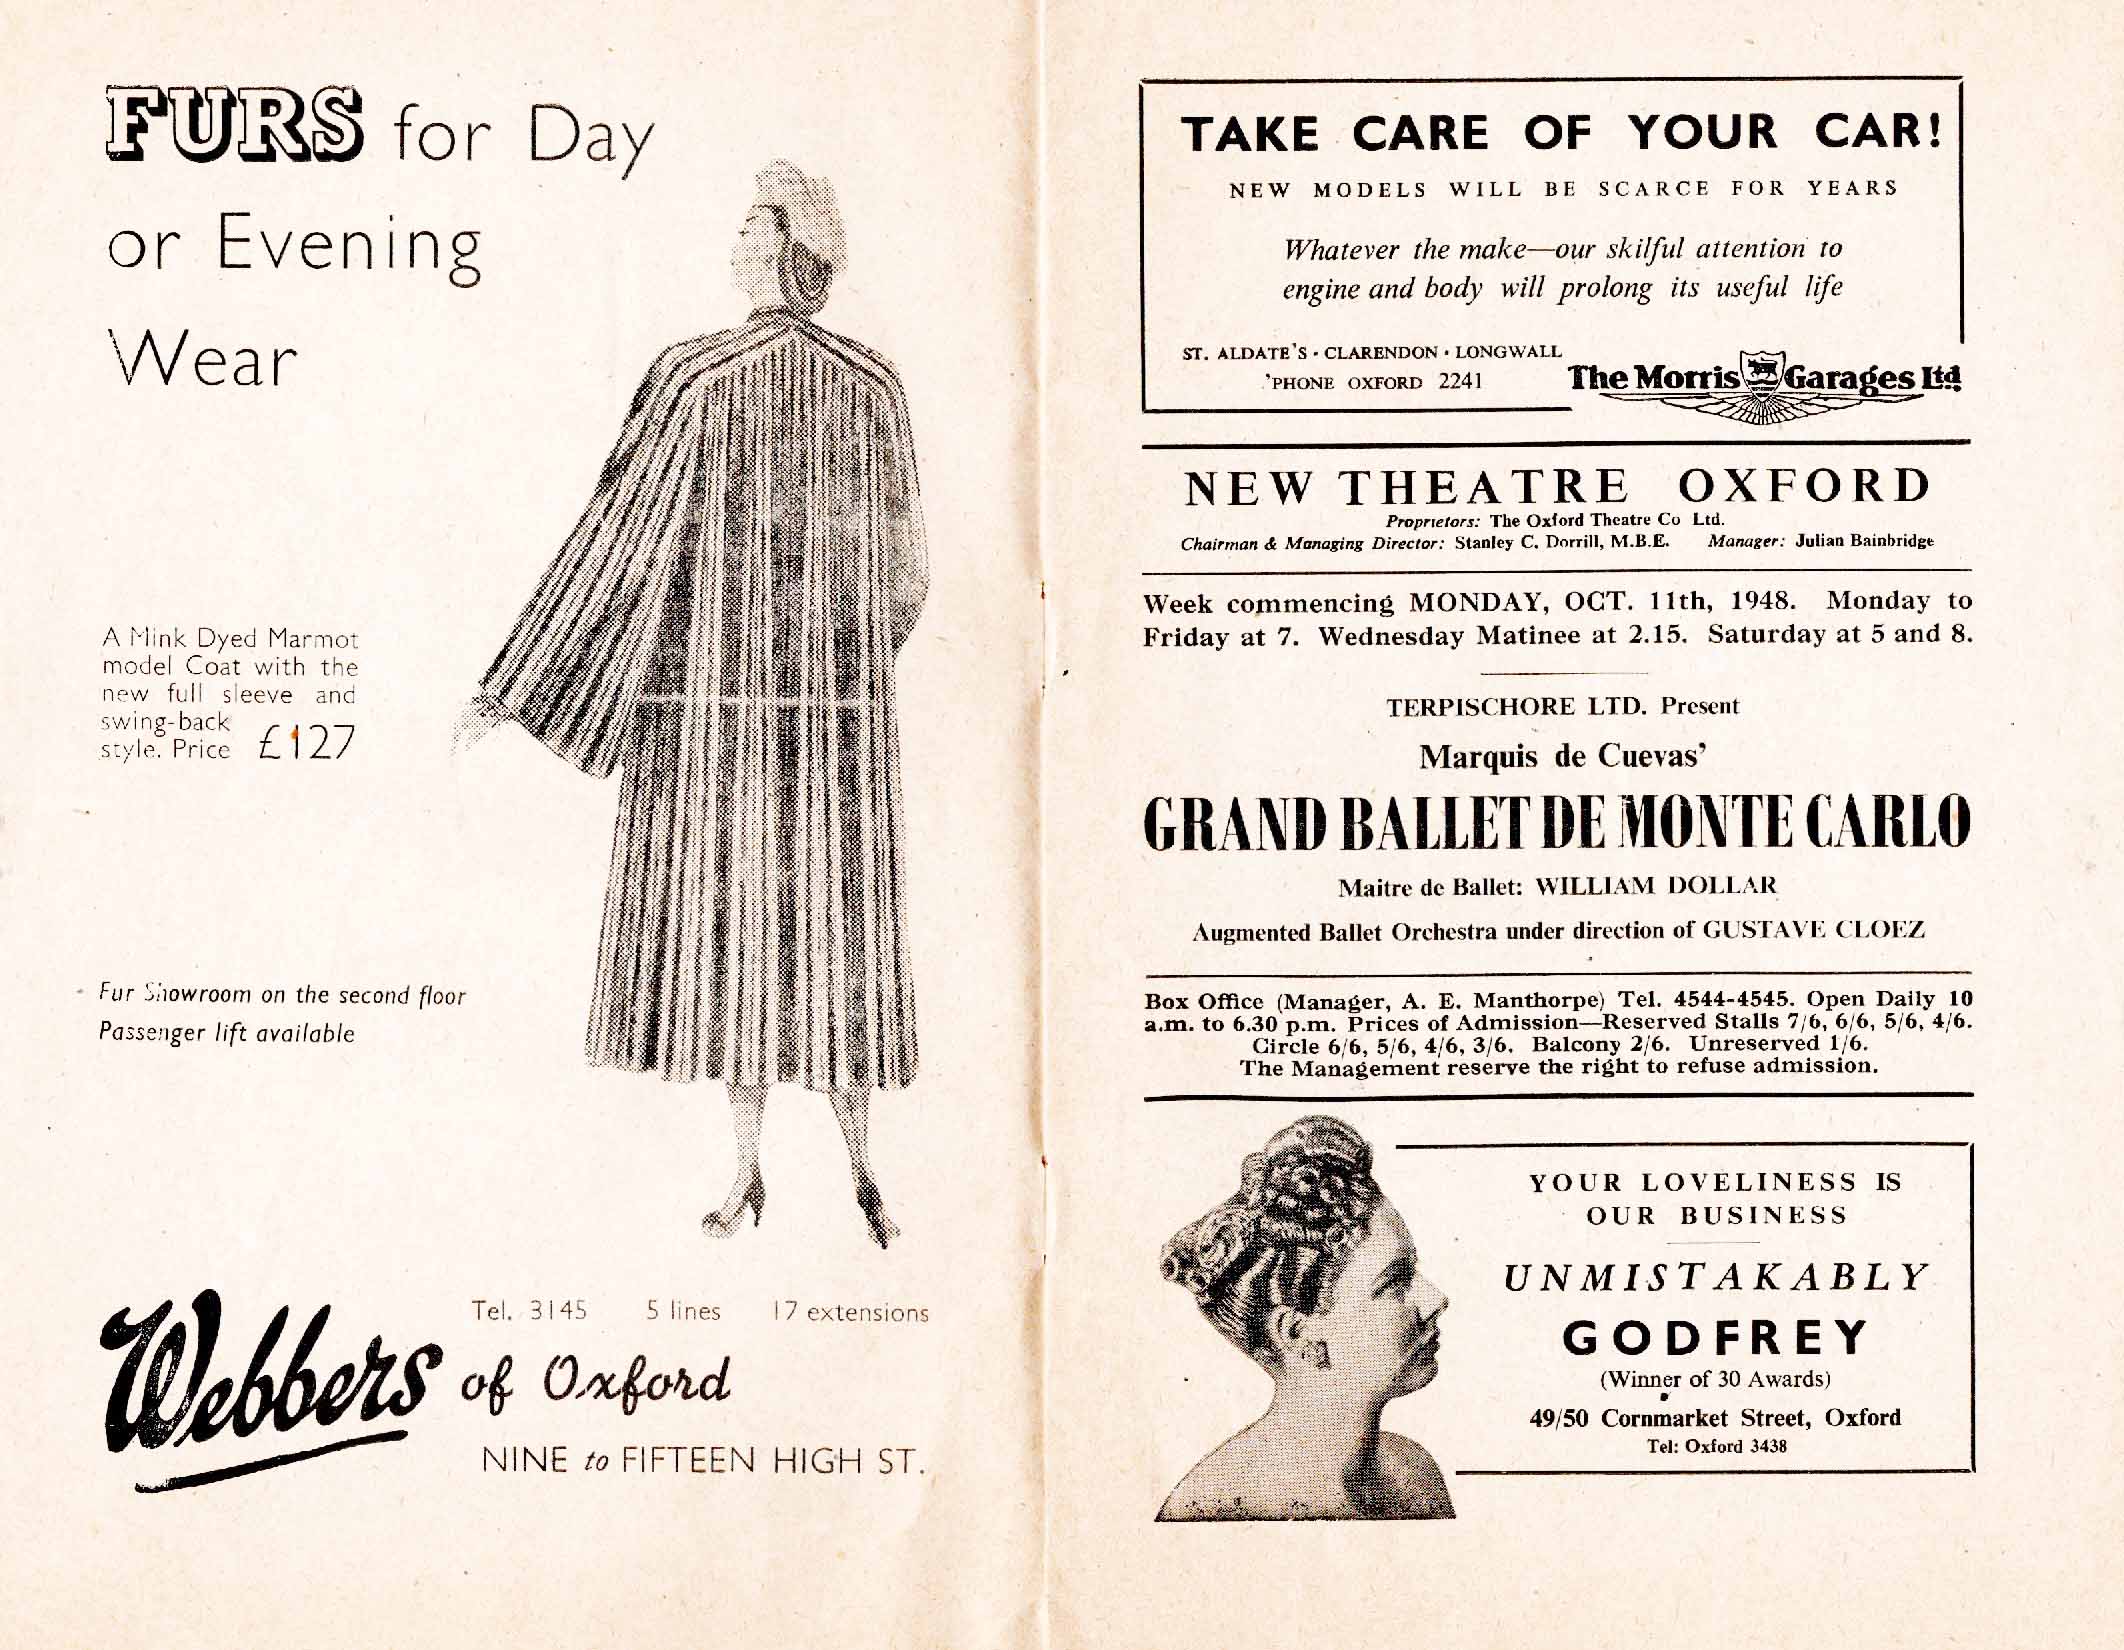 FURS for Day
or Evening
Wear
A Mink Dyed Marmot
model Coat with the
new full sleeve and
swing-back
style. Price £127
Fur Showroom on the second floor
Passenger lift available
Tel. 3145 5 lines 17 extensions
Webbers of Oxford
NINE to FIFTEEN HIGH ST.
TAKE CARE OF YOUR CAR!
NEW MODELS WILL BE SCARCE FOR YEARS
Whatever the make—our skilful attention to
engine and body will prolong its useful life
ST. ALDATE'S · CLARENDON · LONGWALL
'PHONE OXFORD 2241
The Morris Garages Ltd.
NEW THEATRE OXFORD
Proprietors: The Oxford Theatre Co Ltd.
Chairman & Managing Director: Stanley C. Dorrill, M.B.E. Manager: Julian Bainbridge
Week commencing MONDAY, OCT. 11th, 1948. Monday to
Friday at 7. Wednesday Matinee at 2.15. Saturday at 5 and 8.
TERPISCHORE LTD. Present
Marquis de Cuevas'
GRAND BALLET DE MONTE CARLO
Maitre de Ballet: WILLIAM DOLLAR
Augmented Ballet Orchestra under direction of GUSTAVE CLOEZ
Box Office (Manager, A. E. Manthorpe) Tel. 4544-4545. Open Daily 10
a.m. to 6.30 p.m. Prices of Admission—Reserved Stalls 7/6, 6/6, 5/6, 4/6.
Circle 6/6, 5/6, 4/6, 3/6. Balcony 2/6. Unreserved 1/6.
The Management reserve the right to refuse admission.
YOUR LOVELINESS IS
OUR BUSINESS
UNMISTAKABLY
GODFREY
(Winner of 30 Awards)
49/50 Cornmarket Street, Oxford
Tel: Oxford 3438